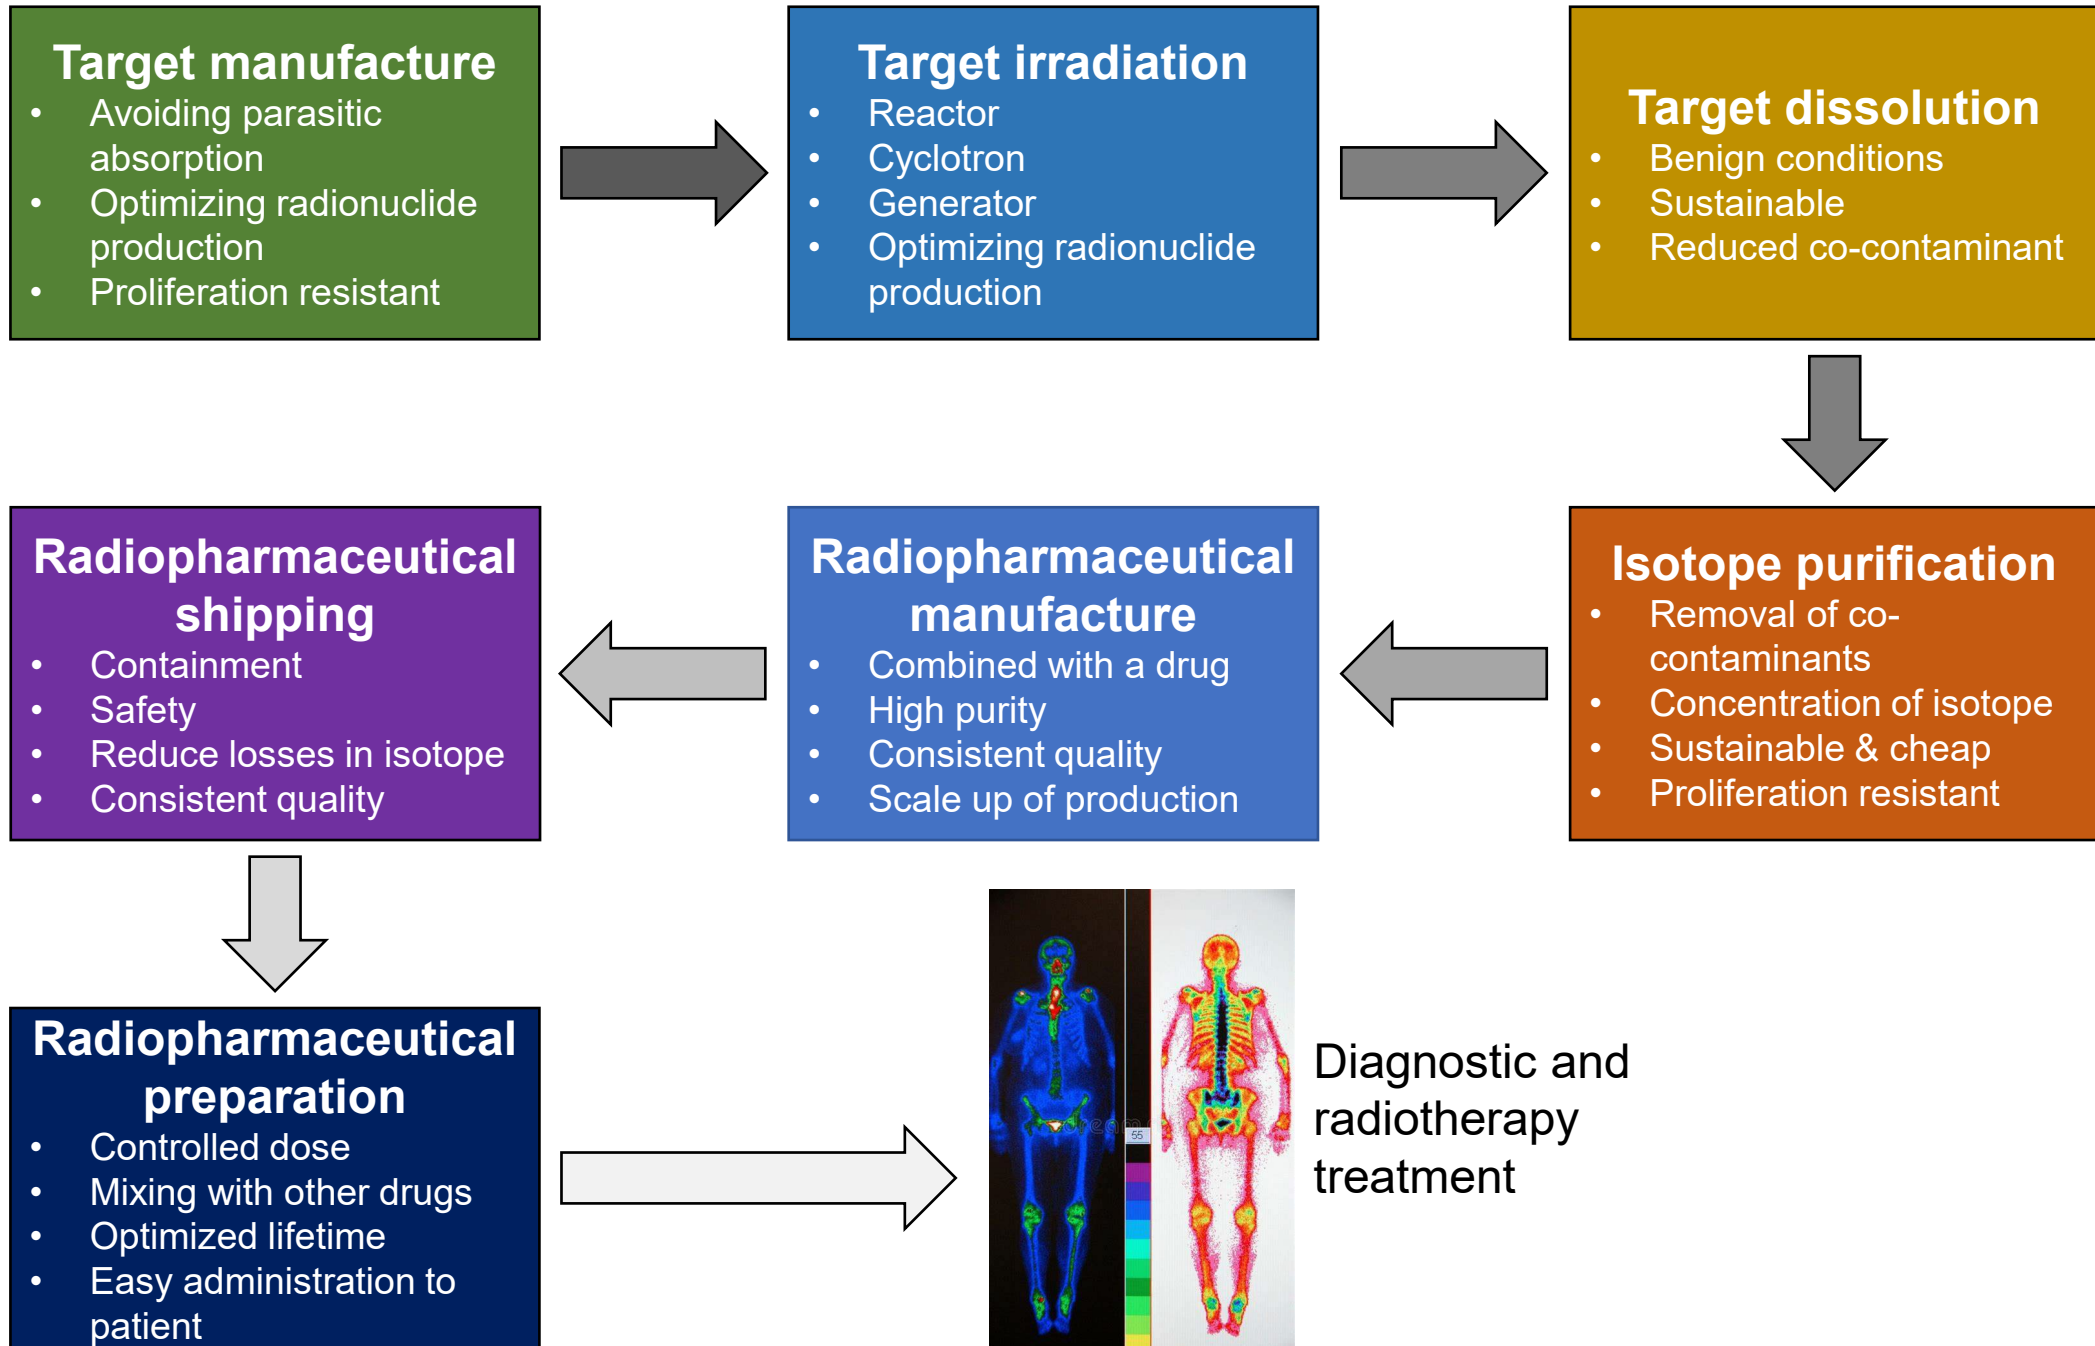 Target manufacture
• Avoiding parasitic
absorption
• Optimizing radionuclide
production
• Proliferation resistant
Target irradiation
• Reactor
• Cyclotron
• Generator
• Optimizing radionuclide
production
Target dissolution
• Benign conditions
• Sustainable
• Reduced co-contaminant
Isotope purification
• Removal of co-
contaminants
• Concentration of isotope
• Sustainable & cheap
• Proliferation resistant
Radiopharmaceutical
manufacture
• Combined with a drug
• High purity
• Consistent quality
• Scale up of production
Radiopharmaceutical
shipping
• Containment
• Safety
• Reduce losses in isotope
• Consistent quality
Radiopharmaceutical
preparation
• Controlled dose
• Mixing with other drugs
• Optimized lifetime
• Easy administration to
patient
55
Diagnostic and
radiotherapy
treatment